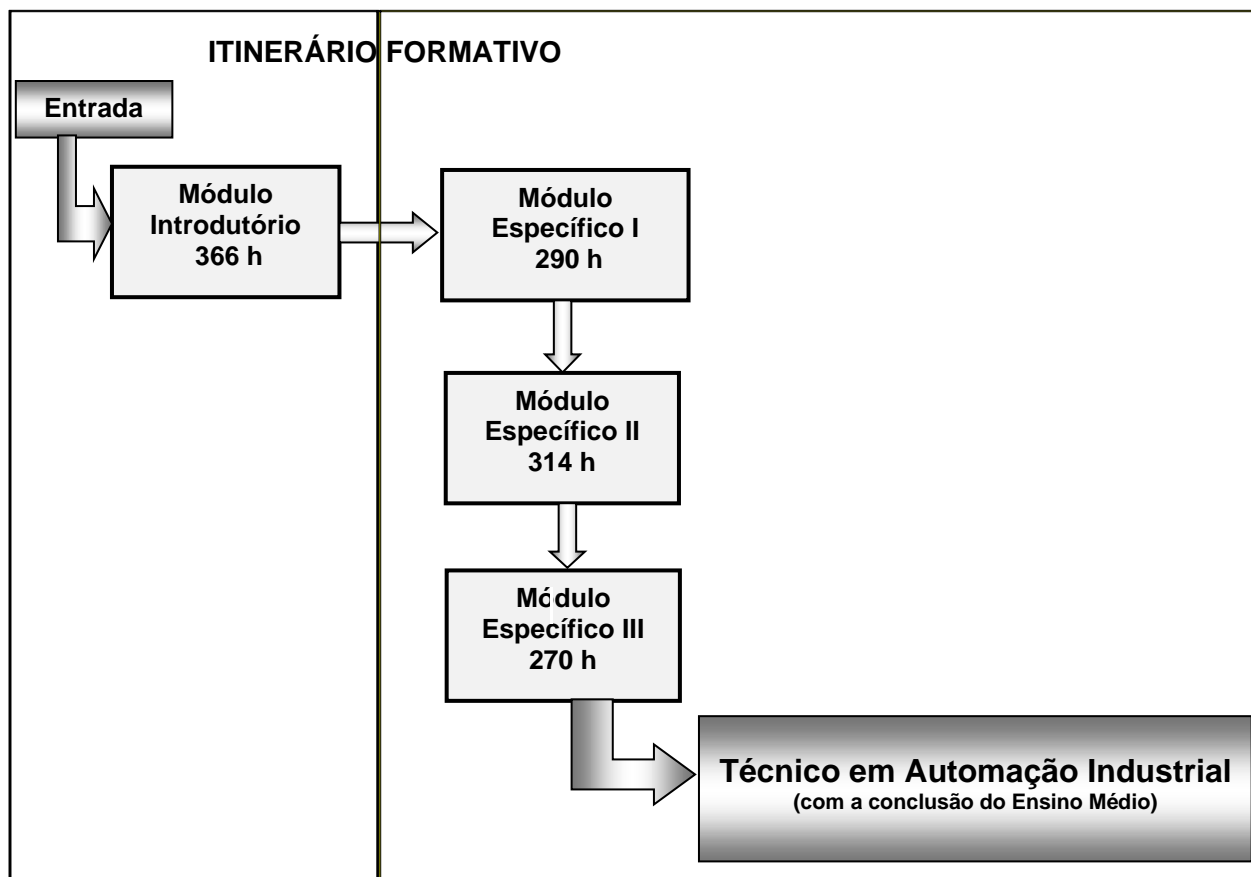 ITINERÁRIO FORMATIVO
Entrada
Módulo
Introdutório
366 h
Módulo
Específico I
290 h
Módulo
Específico II
314 h
Módulo
Específico III
270 h
Técnico em Automação Industrial
(com a conclusão do Ensino Médio)